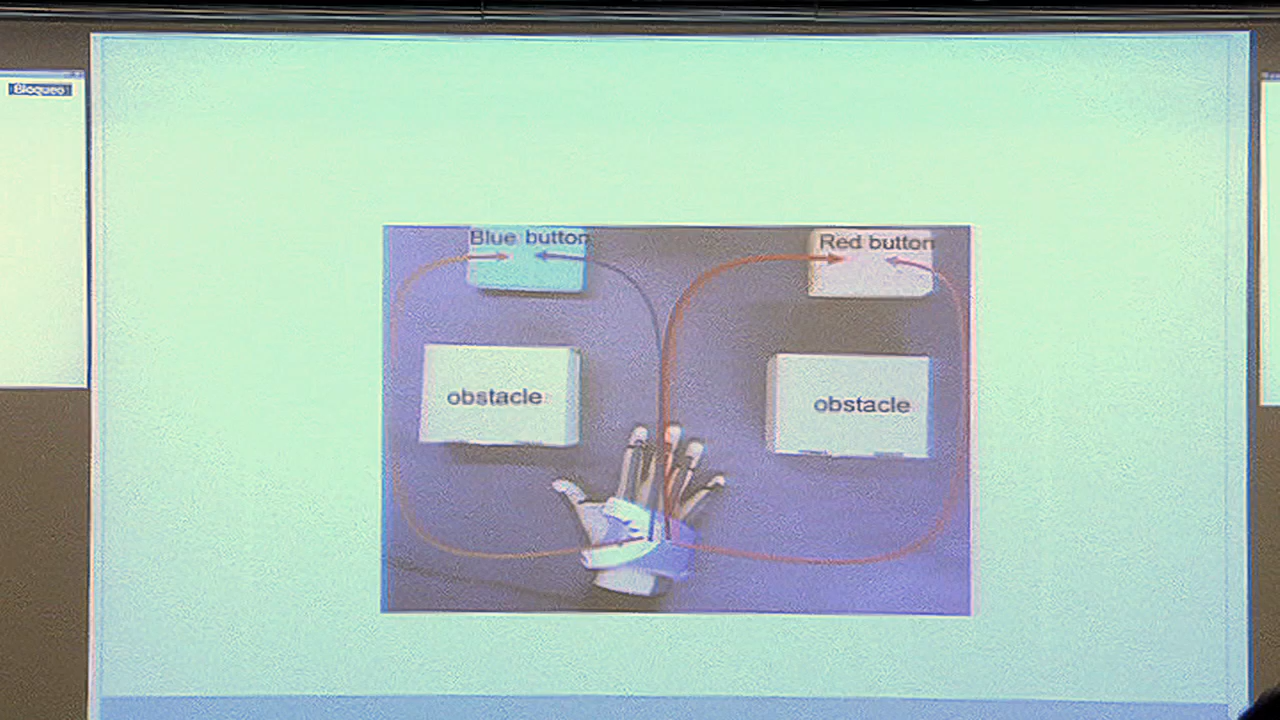 Bloqueo
Blue button
Red button
obstacle
obstacle